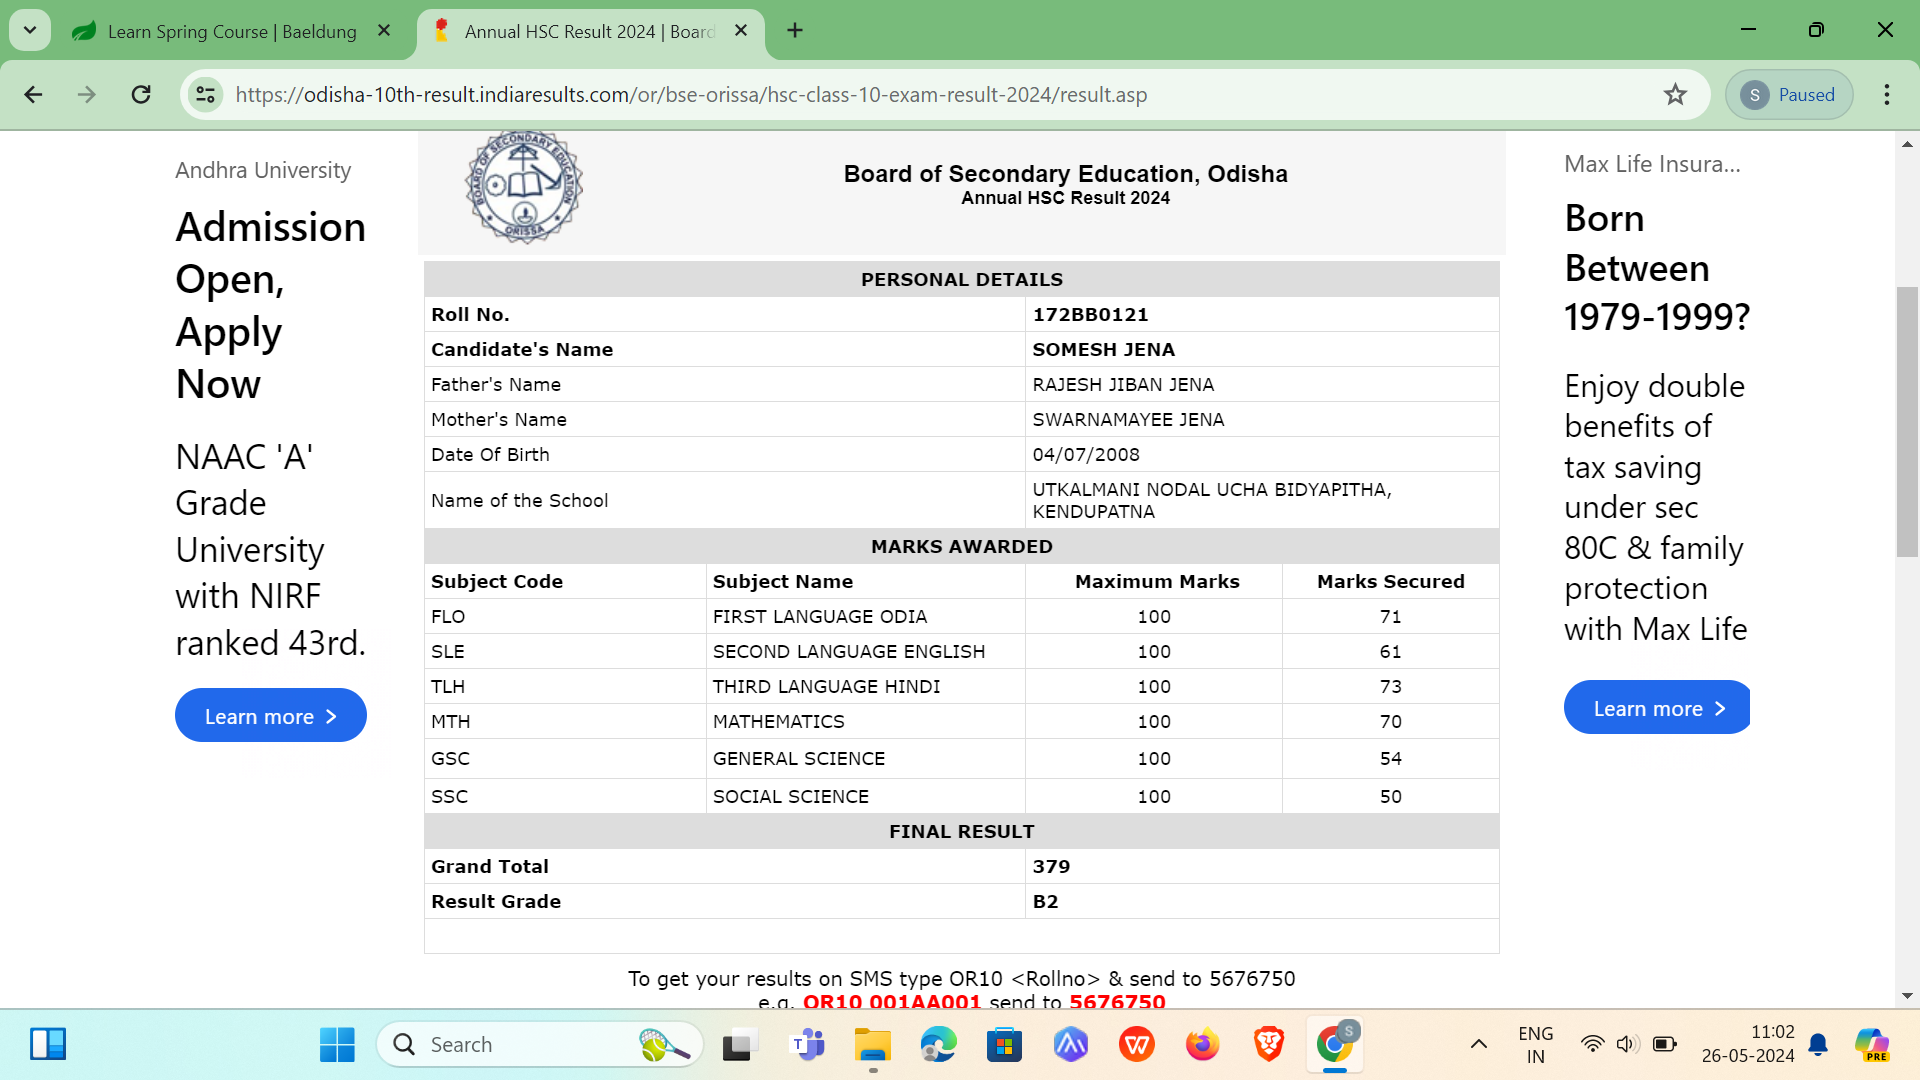 Learn Spring Course | Baeldung
Annual HSC Result 2024 | Board
https://odisha-10th-result.indiaresults.com/or/bse-orissa/hsc-class-10-exam-result-2024/result.asp
S Paused
Andhra University
Admission
Open,
Apply
Now
NAAC 'A'
Grade
University
with NIRF
ranked 43rd.
Learn more
BOARD OF SECONDARY EDUCATION
ORISSA
Board of Secondary Education, Odisha
Annual HSC Result 2024
PERSONAL DETAILS
Roll No. 172BB0121
Candidate's Name SOMESH JENA
Father's Name RAJESH JIBAN JENA
Mother's Name SWARNAMAYEE JENA
Date Of Birth 04/07/2008
Name of the School UTKALMANI NODAL UCHA BIDYAPITHA,
KENDUPATNA
MARKS AWARDED
Subject Code Subject Name Maximum Marks Marks Secured
FLO FIRST LANGUAGE ODIA 100 71
SLE SECOND LANGUAGE ENGLISH 100 61
TLH THIRD LANGUAGE HINDI 100 73
MTH MATHEMATICS 100 70
GSC GENERAL SCIENCE 100 54
SSC SOCIAL SCIENCE 100 50
FINAL RESULT
Grand Total 379
Result Grade B2
To get your results on SMS type OR10 <Rollno> & send to 5676750
e.g. OR10 001AA001 send to 5676750
Max Life Insura...
Born
Between
1979-1999?
Enjoy double
benefits of
tax saving
under sec
80C & family
protection
with Max Life
Learn more
Search
T
W
S
ENG
IN
11:02
26-05-2024
PRE